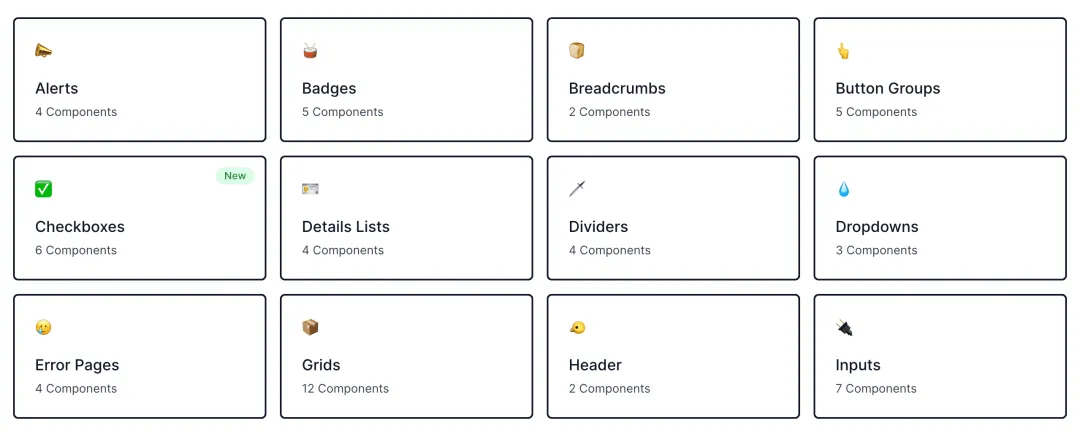 Alerts
4 Components
Badges
5 Components
Breadcrumbs
2 Components
Button Groups
5 Components
New
Checkboxes
6 Components
Details Lists
4 Components
Dividers
4 Components
Dropdowns
3 Components
Error Pages
4 Components
Grids
12 Components
Header
2 Components
Inputs
7 Components